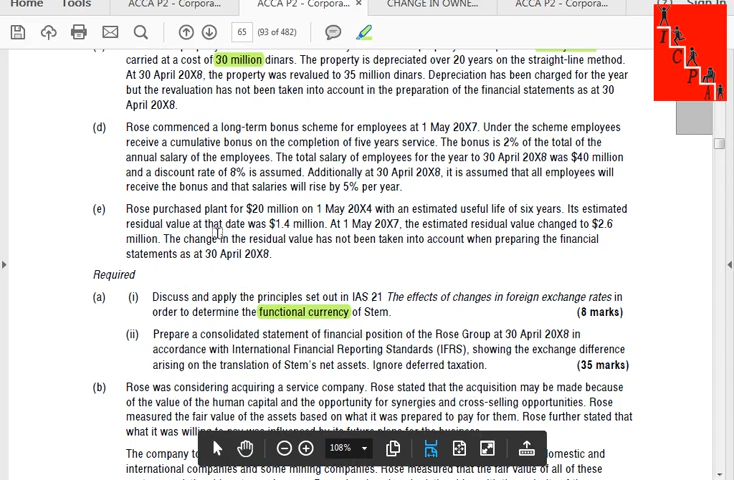 Home Tools ACCA P2 - Corpora... ACCA P2 - Corpora... CHANGE IN OWNE... ACCA P2 - Corpora... Sign In
65 (93 of 482)
carried at a cost of 30 million dinars. The property is depreciated over 20 years on the straight-line method.
At 30 April 20X8, the property was revalued to 35 million dinars. Depreciation has been charged for the year
but the revaluation has not been taken into account in the preparation of the financial statements as at 30
April 20X8.
(d) Rose commenced a long-term bonus scheme for employees at 1 May 20X7. Under the scheme employees
receive a cumulative bonus on the completion of five years service. The bonus is 2% of the total of the
annual salary of the employees. The total salary of employees for the year to 30 April 20X8 was $40 million
and a discount rate of 8% is assumed. Additionally at 30 April 20X8, it is assumed that all employees will
receive the bonus and that salaries will rise by 5% per year.
(e) Rose purchased plant for $20 million on 1 May 20X4 with an estimated useful life of six years. Its estimated
residual value at that date was $1.4 million. At 1 May 20X7, the estimated residual value changed to $2.6
million. The change in the residual value has not been taken into account when preparing the financial
statements as at 30 April 20X8.
Required
(a) (i) Discuss and apply the principles set out in IAS 21 The effects of changes in foreign exchange rates in
order to determine the functional currency of Stem. (8 marks)
(ii) Prepare a consolidated statement of financial position of the Rose Group at 30 April 20X8 in
accordance with International Financial Reporting Standards (IFRS), showing the exchange difference
arising on the translation of Stem's net assets. Ignore deferred taxation. (35 marks)
(b) Rose was considering acquiring a service company. Rose stated that the acquisition may be made because
of the value of the human capital and the opportunity for synergies and cross-selling opportunities. Rose
measured the fair value of the assets based on what it was prepared to pay for them. Rose further stated that
what it was willing to pay was influenced by its future plans for the business.
The company to domestic and
international companies and some mining companies. Rose measured that the fair value of all of these
108%
I
C
P
A